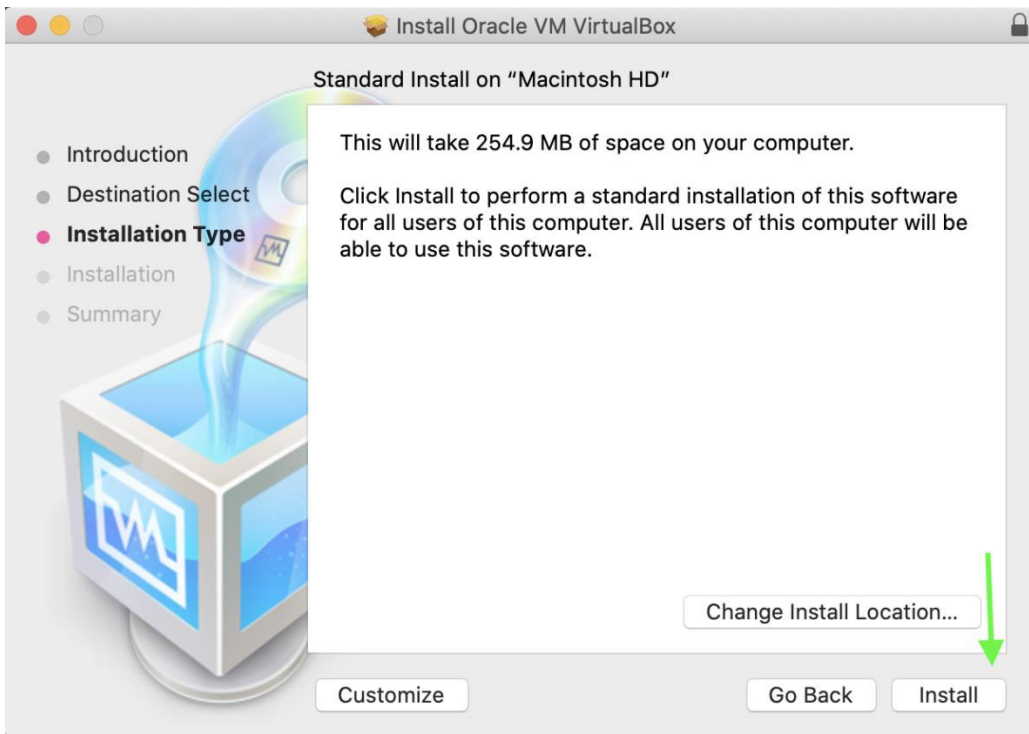 Install Oracle VM VirtualBox
Standard Install on “Macintosh HD”
Introduction
Destination Select
Installation Type
Installation
Summary
This will take 254.9 MB of space on your computer.
Click Install to perform a standard installation of this software
for all users of this computer. All users of this computer will be
able to use this software.
Change Install Location...
Customize
Go Back
Install